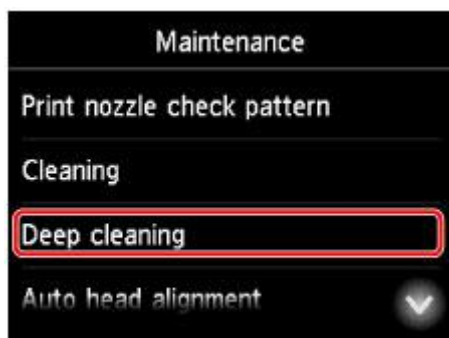 Maintenance
Print nozzle check pattern
Cleaning
Deep cleaning
Auto head alignment